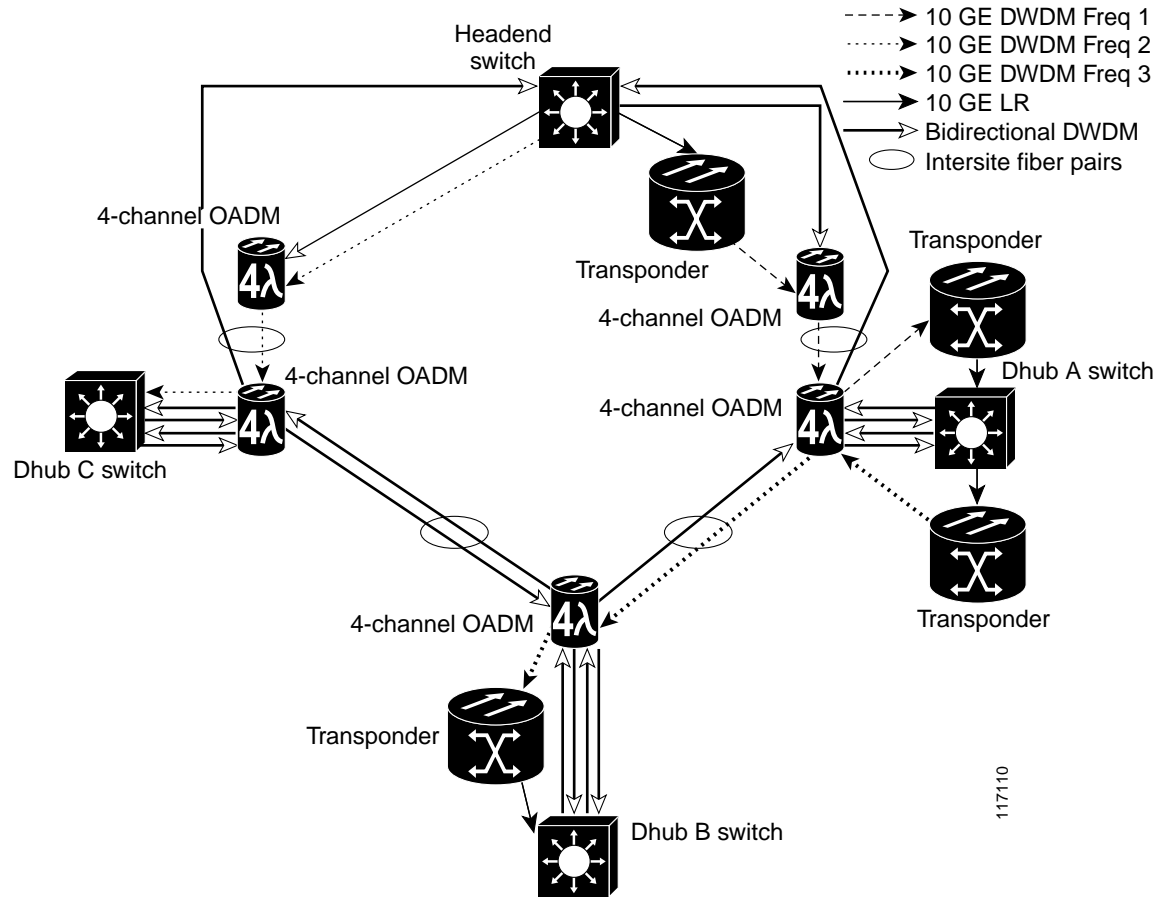 10 GE DWDM Freq 1
10 GE DWDM Freq 2
10 GE DWDM Freq 3
10 GE LR
Bidirectional DWDM
Intersite fiber pairs
Headend
switch
4-channel OADM
4λ
Transponder
4λ
4-channel OADM
Transponder
4-channel OADM
4λ
Dhub C switch
4-channel OADM
4λ
Dhub A switch
Transponder
4-channel OADM
4λ
Transponder
Dhub B switch
117110